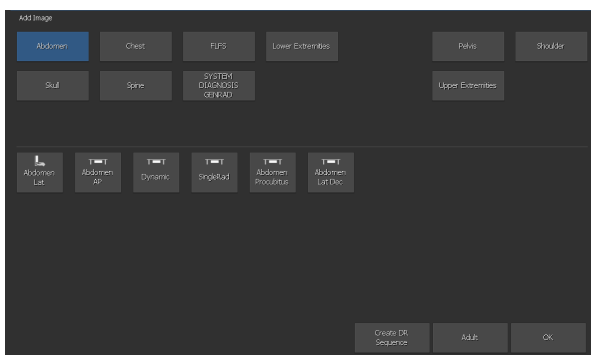 Add Image
Abdomen
Chest
FLFS
Lower Extremities
Pelvis
Shoulder
Skull
Spine
SYSTEM
DIAGNOSIS
GENRAD
Upper Extremities
Abdomen
Lat
Abdomen
AP
Dynamic
SingleRad
Abdomen
Procubitus
Abdomen
Lat Dec
Create DR
Sequence
Adult
OK